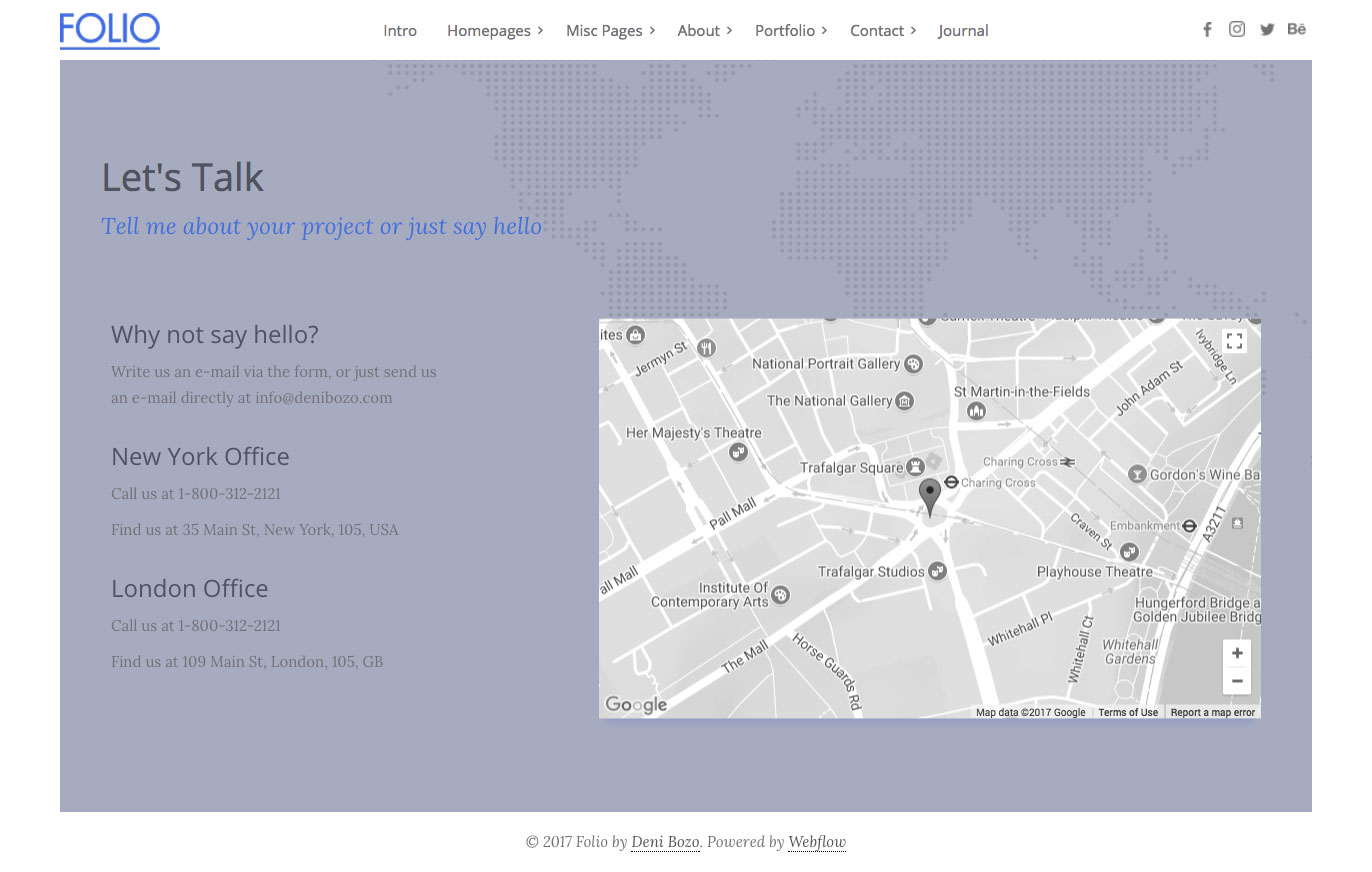 FOLIO
Intro Homepages Misc Pages About Portfolio Contact Journal
Bē
Let's Talk
Tell me about your project or just say hello
Why not say hello?
Write us an e-mail via the form, or just send us
an e-mail directly at info@denibozo.com
New York Office
Call us at 1-800-312-2121
Find us at 35 Main St, New York, 105, USA
London Office
Call us at 1-800-312-2121
Find us at 109 Main St, London, 105, GB
ites
Jermyn St
National Portrait Gallery
Ivybridge Ln
The National Gallery
St Martin-in-the-Fields
John Adam St
Her Majesty's Theatre
Trafalgar Square
Charing Cross
Charing Cross
Gordon's Wine Ba
Pall Mall
Craven St
Embankment
A3211
all Mall
Trafalgar Studios
Playhouse Theatre
Institute Of
Contemporary Arts
Hungerford Bridge a
Golden Jubilee Bridg
Whitehall Pl
Whitehall Ct
Whitehall
Gardens
The Mall
Horse Guards Rd
+
−
Google
Map data ©2017 Google Terms of Use Report a map error
© 2017 Folio by Deni Bozo. Powered by Webflow